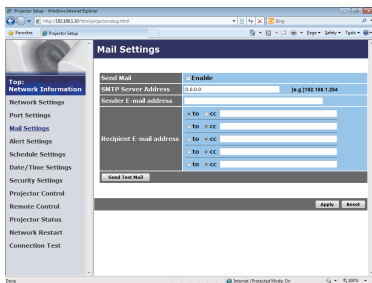 Projector Setup - Windows Internet Explorer
http://192.168.1.10/html/projectorsetup.html
Bing
Favorites
Projector Setup
Page
Safety
Tools
Mail Settings
Top:
Network Information
Network Settings
Port Settings
Mail Settings
Alert Settings
Schedule Settings
Date/Time Settings
Security Settings
Projector Control
Remote Control
Projector Status
Network Restart
Connection Test
Send Mail
Enable
SMTP Server Address
0.0.0.0
[e.g.]192.168.1.254
Sender E-mail address
Recipient E-mail address
to cc
to cc
to cc
to cc
to cc
Send Test Mail
Apply Reset
Done
Internet | Protected Mode: On
100%